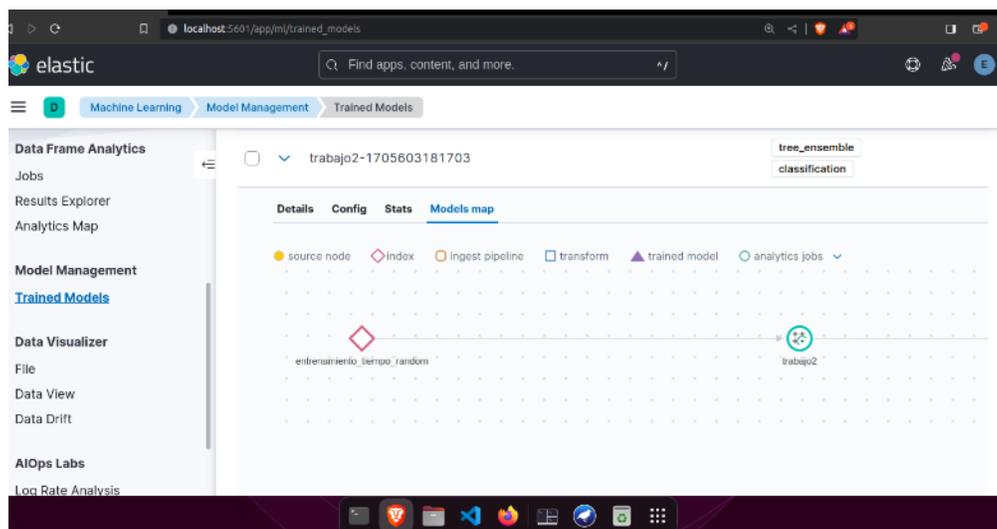 localhost:5601/app/ml/trained_models
elastic
Find apps, content, and more.
^/
E
D
Machine Learning
Model Management
Trained Models
Data Frame Analytics
Jobs
Results Explorer
Analytics Map
Model Management
Trained Models
Data Visualizer
File
Data View
Data Drift
AIOps Labs
Log Rate Analysis
trabajo2-1705603181703
tree_ensemble
classification
Details Config Stats Models map
source node index ingest pipeline transform trained model analytics jobs
entrenamiento_tiempo_random
trabajo2